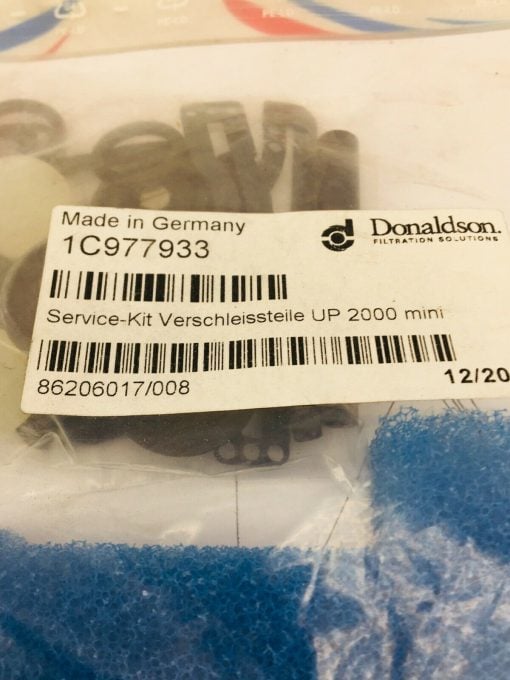 Made in Germany
1C977933
Donaldson.
FILTRATION SOLUTIONS
Service-Kit Verschleissteile UP 2000 mini
86206017/008
12/20